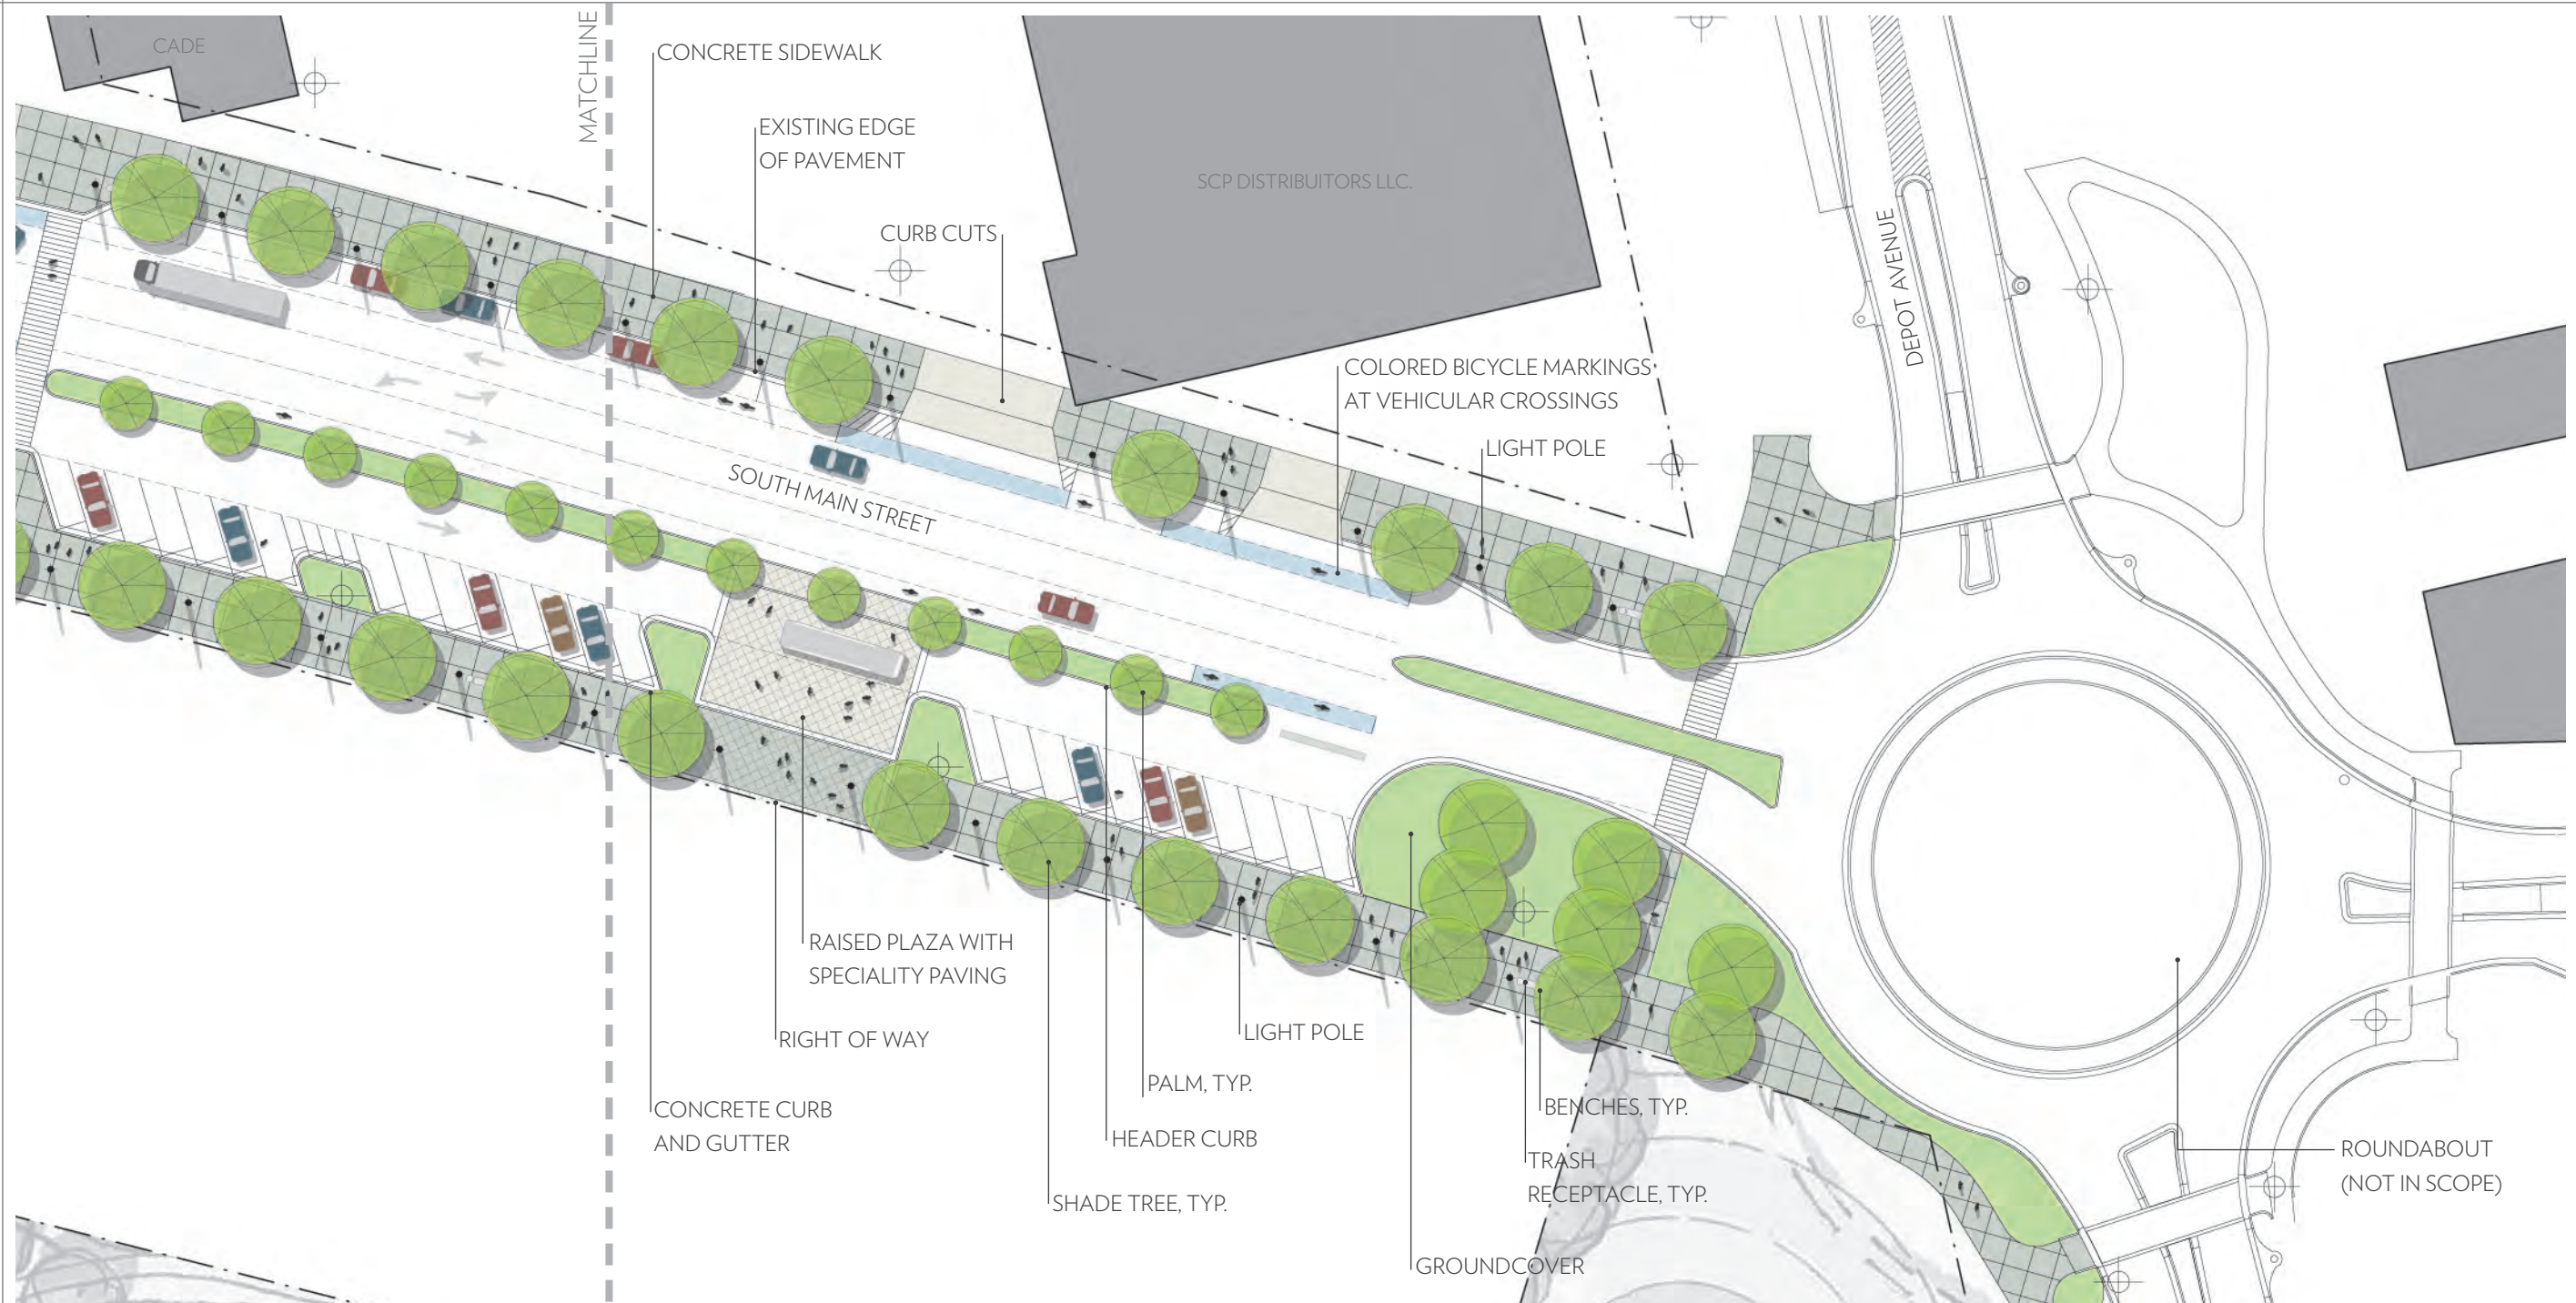 CADE
MATCHLINE
CONCRETE SIDEWALK
EXISTING EDGE
OF PAVEMENT
CURB CUTS
SCP DISTRIBUITORS LLC.
DEPOT AVENUE
COLORED BICYCLE MARKINGS
AT VEHICULAR CROSSINGS
LIGHT POLE
SOUTH MAIN STREET
RAISED PLAZA WITH
SPECIALITY PAVING
RIGHT OF WAY
CONCRETE CURB
AND GUTTER
LIGHT POLE
PALM, TYP.
HEADER CURB
SHADE TREE, TYP.
BENCHES, TYP.
TRASH
RECEPTACLE, TYP.
GROUNDCOVER
ROUNDABOUT
(NOT IN SCOPE)